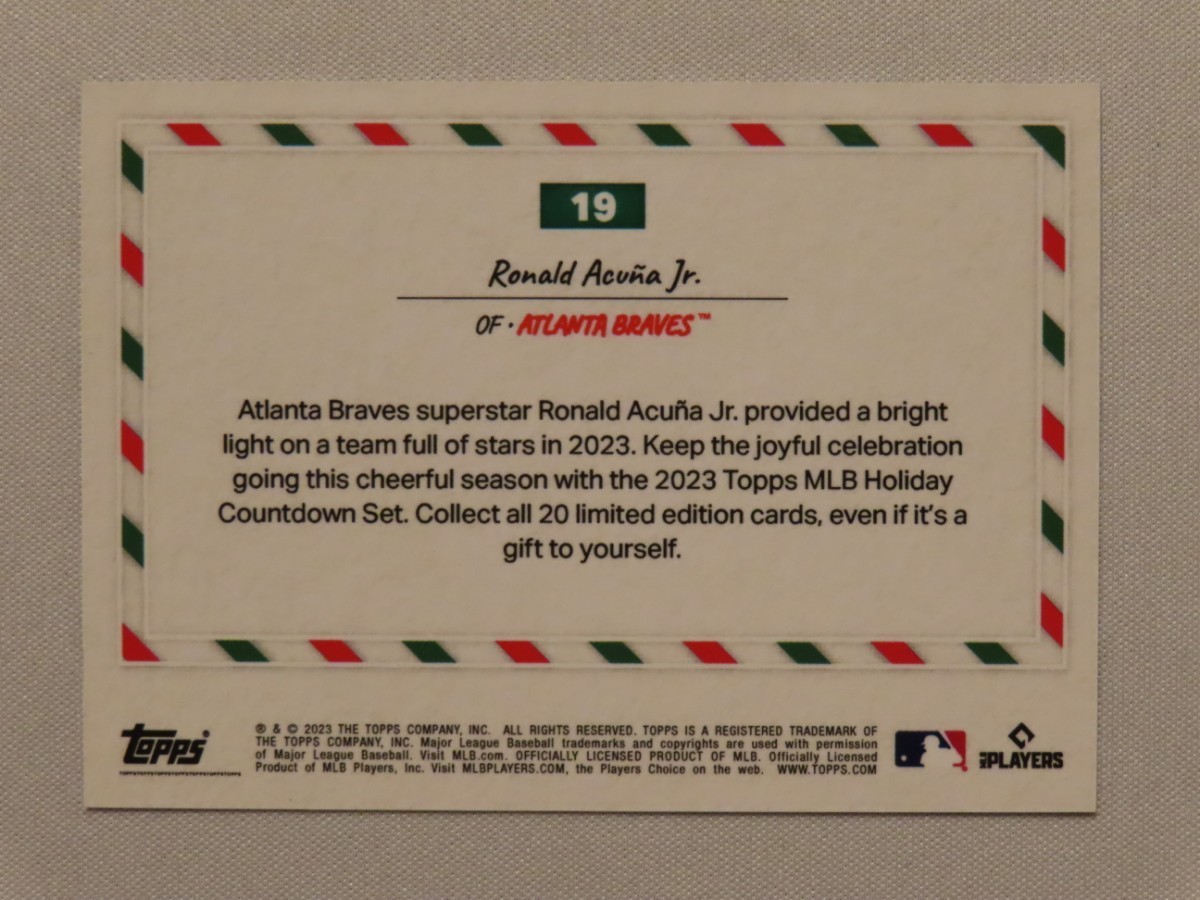 19
Ronald Acuña Jr.
OF • ATLANTA BRAVES™
Atlanta Braves superstar Ronald Acuña Jr. provided a bright
light on a team full of stars in 2023. Keep the joyful celebration
going this cheerful season with the 2023 Topps MLB Holiday
Countdown Set. Collect all 20 limited edition cards, even if it's a
gift to yourself.
topps®
® & © 2023 THE TOPPS COMPANY, INC. ALL RIGHTS RESERVED. TOPPS IS A REGISTERED TRADEMARK OF
THE TOPPS COMPANY, INC. Major League Baseball trademarks and copyrights are used with permission
of Major League Baseball. Visit MLB.com. OFFICIALLY LICENSED PRODUCT OF MLB. Officially Licensed
Product of MLB Players, Inc. Visit MLBPLAYERS.COM, the Players Choice on the web. WWW.TOPPS.COM
MLB PLAYERS